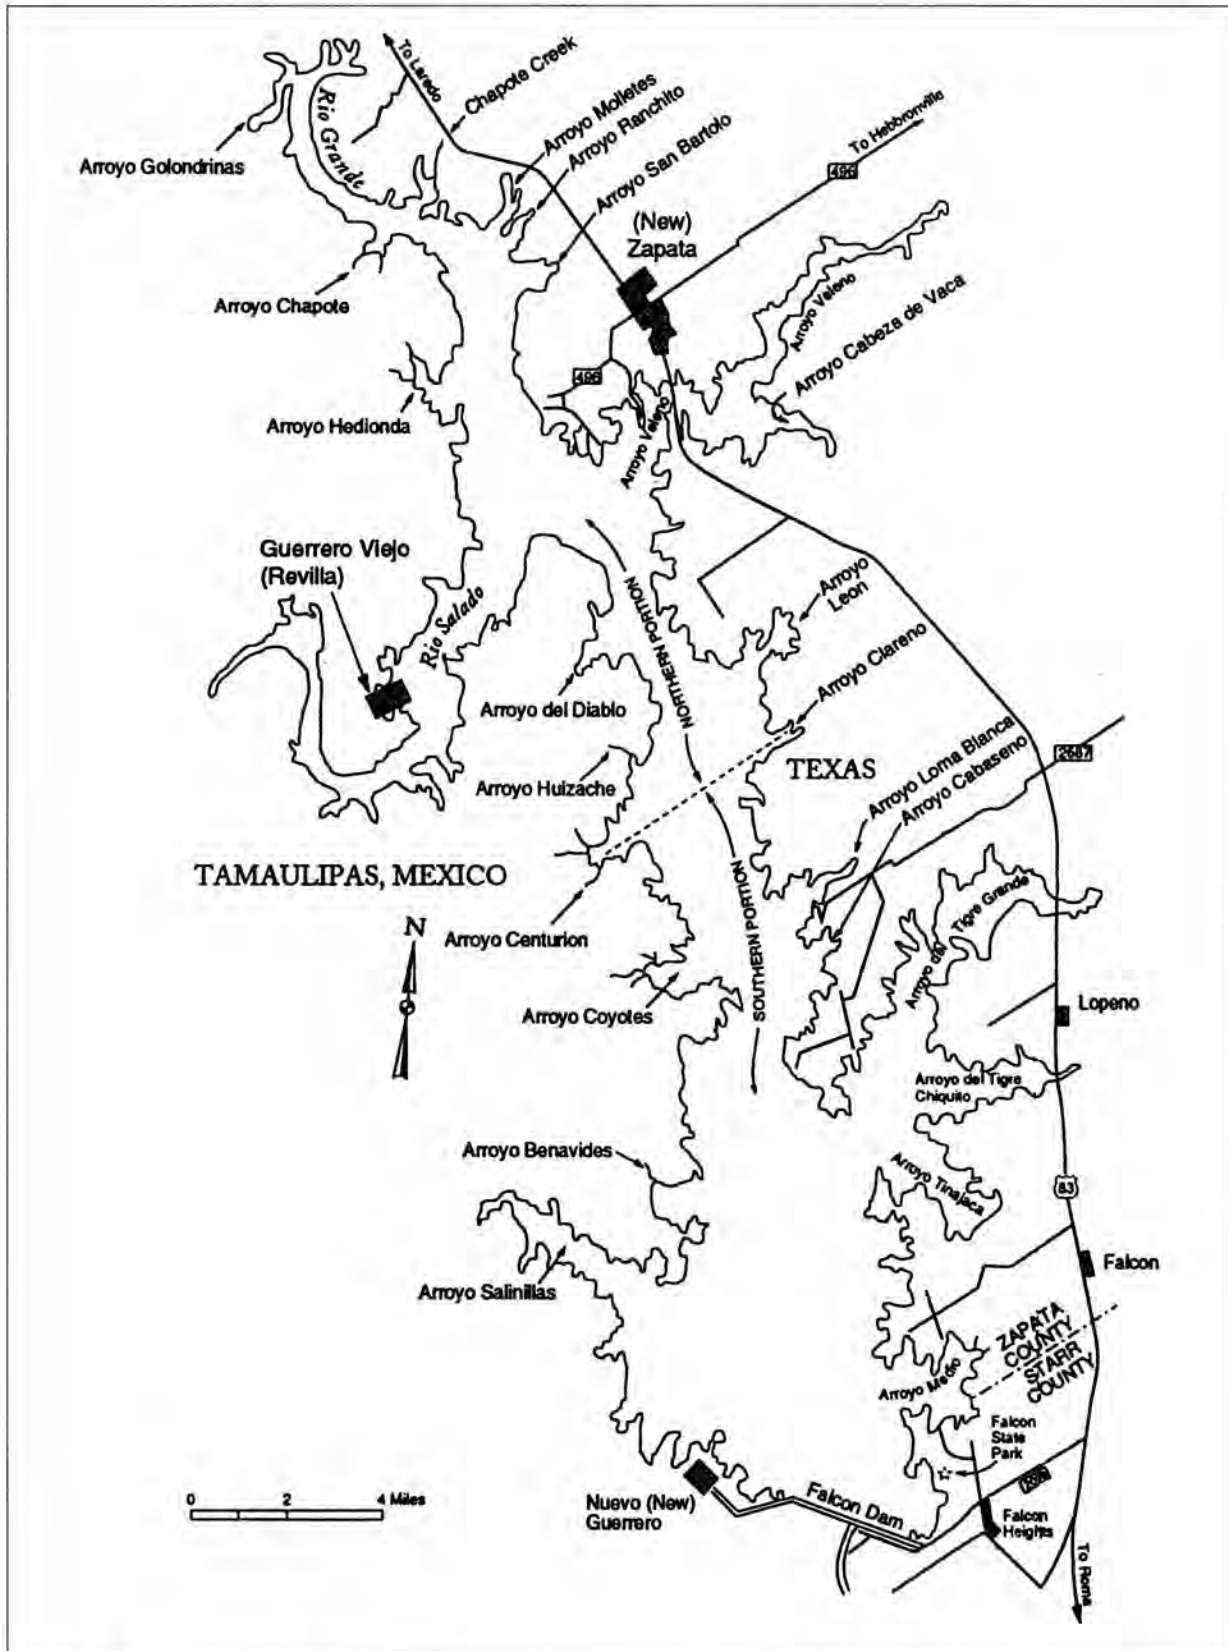 To Laredo
Chapote Creek
Arroyo Molletes
Arroyo Ranchito
Arroyo San Bartolo
To Hebbronville
496
Rio Grande
Arroyo Golondrinas
(New)
Zapata
Arroyo Chapote
Arroyo Veleno
Arroyo Cabeza de Vaca
496
Arroyo Hedionda
Arroyo Veleno
Guerrero Viejo
(Revilla)
Rio Salado
NORTHERN PORTION
Arroyo
Leon
Arroyo Clareno
Arroyo del Diablo
TEXAS
Arroyo Loma Blanca
Arroyo Cabaseno
2687
Arroyo Huizache
TAMAULIPAS, MEXICO
SOUTHERN PORTION
Arroyo del Tigre Grande
N
Arroyo Centurion
Arroyo Coyotes
Lopeno
Arroyo del Tigre
Chiquito
Arroyo Benavides
Arroyo Tinajaca
83
Arroyo Salinillas
Falcon
ZAPATA
COUNTY
STARR
COUNTY
Arroyo Medio
Falcon
State
Park
0 2 4 Miles
Nuevo (New)
Guerrero
Falcon Dam
Falcon
Heights
To Roma